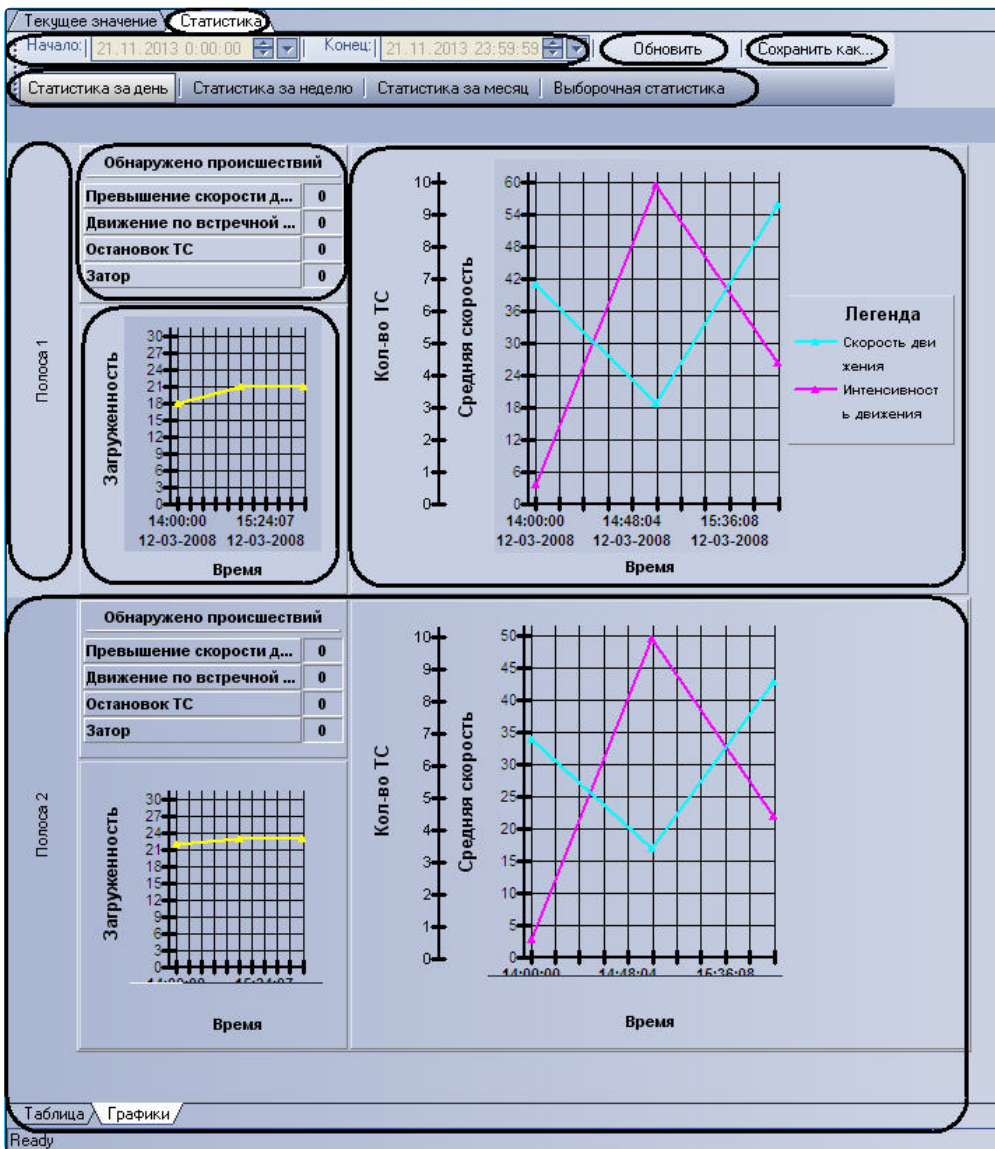 Текущее значение Статистика
Начало: 21.11.2013 0:00:00 Конец: 21.11.2013 23:59:59 Обновить Сохранить как...
Статистика за день Статистика за неделю Статистика за месяц Выборочная статистика
Полоса 1
Обнаружено происшествий
Превышение скорости д... 0
Движение по встречной ... 0
Остановок ТС 0
Затор 0
Загруженность
30
27
24
21
18
15
12
9
6
3
0
14:00:00 15:24:07
12-03-2008 12-03-2008
Время
Кол-во ТС
10
9
8
7
6
5
4
3
2
1
0
Средняя скорость
60
54
48
42
36
30
24
18
12
6
0
14:00:00 14:48:04 15:36:08
12-03-2008 12-03-2008 12-03-2008
Время
Легенда
Скорость дви
жения
Интенсивност
ь движения
Полоса 2
Обнаружено происшествий
Превышение скорости д... 0
Движение по встречной ... 0
Остановок ТС 0
Затор 0
Загруженность
30
27
24
21
18
15
12
9
6
3
0
14:00:00 15:24:07
Время
Кол-во ТС
10
9
8
7
6
5
4
3
2
1
0
Средняя скорость
50
45
40
35
30
25
20
15
10
5
0
14:00:00 14:48:04 15:36:08
Время
Таблица Графики
Ready